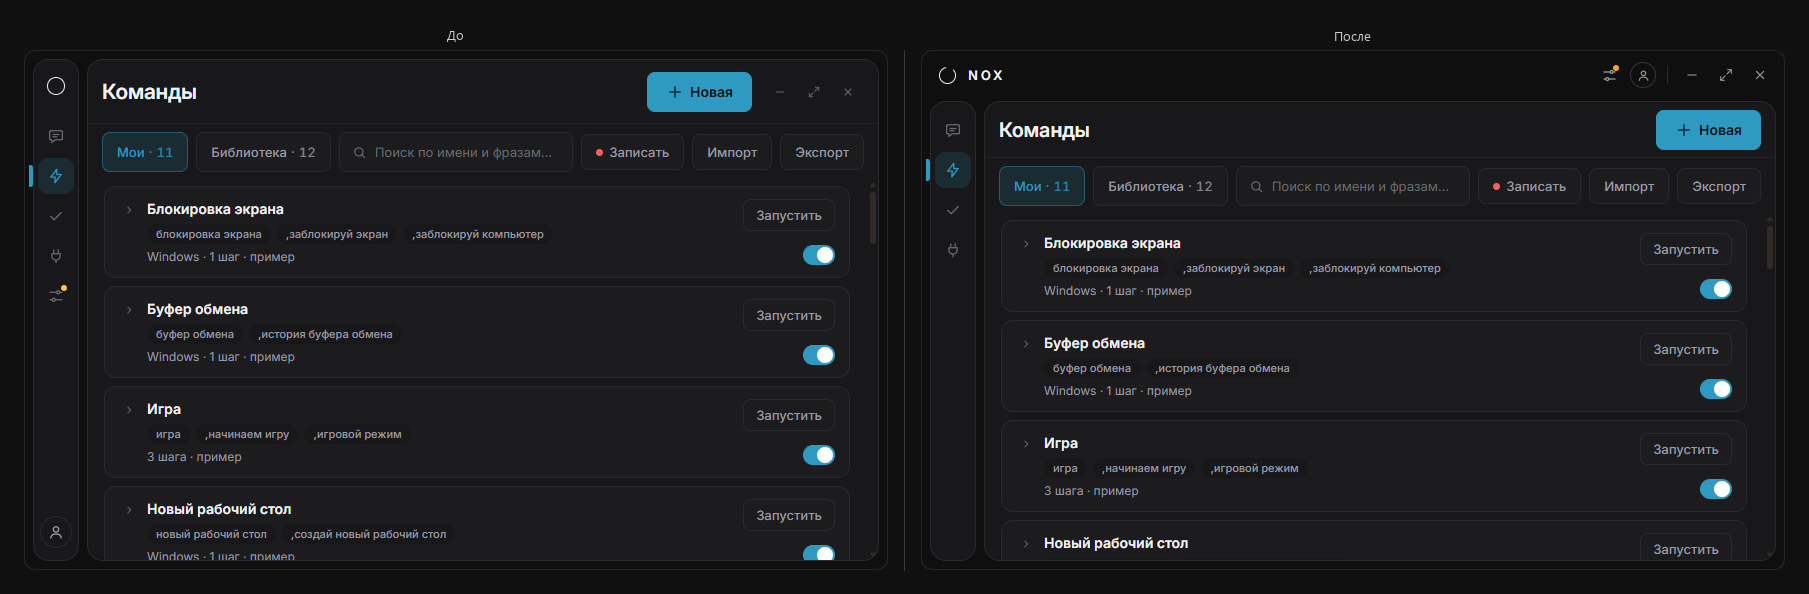 До
Команды
+ Новая
Мои · 11
Библиотека · 12
Поиск по имени и фразам...
Записать
Импорт
Экспорт
Блокировка экрана
Запустить
блокировка экрана ,заблокируй экран ,заблокируй компьютер
Windows · 1 шаг · пример
Буфер обмена
Запустить
буфер обмена ,история буфера обмена
Windows · 1 шаг · пример
Игра
Запустить
игра ,начинаем игру ,игровой режим
3 шага · пример
Новый рабочий стол
Запустить
новый рабочий стол ,создай новый рабочий стол
Windows · 1 шаг · пример
После
NOX
Команды
+ Новая
Мои · 11
Библиотека · 12
Поиск по имени и фразам...
Записать
Импорт
Экспорт
Блокировка экрана
Запустить
блокировка экрана ,заблокируй экран ,заблокируй компьютер
Windows · 1 шаг · пример
Буфер обмена
Запустить
буфер обмена ,история буфера обмена
Windows · 1 шаг · пример
Игра
Запустить
игра ,начинаем игру ,игровой режим
3 шага · пример
Новый рабочий стол
Запустить